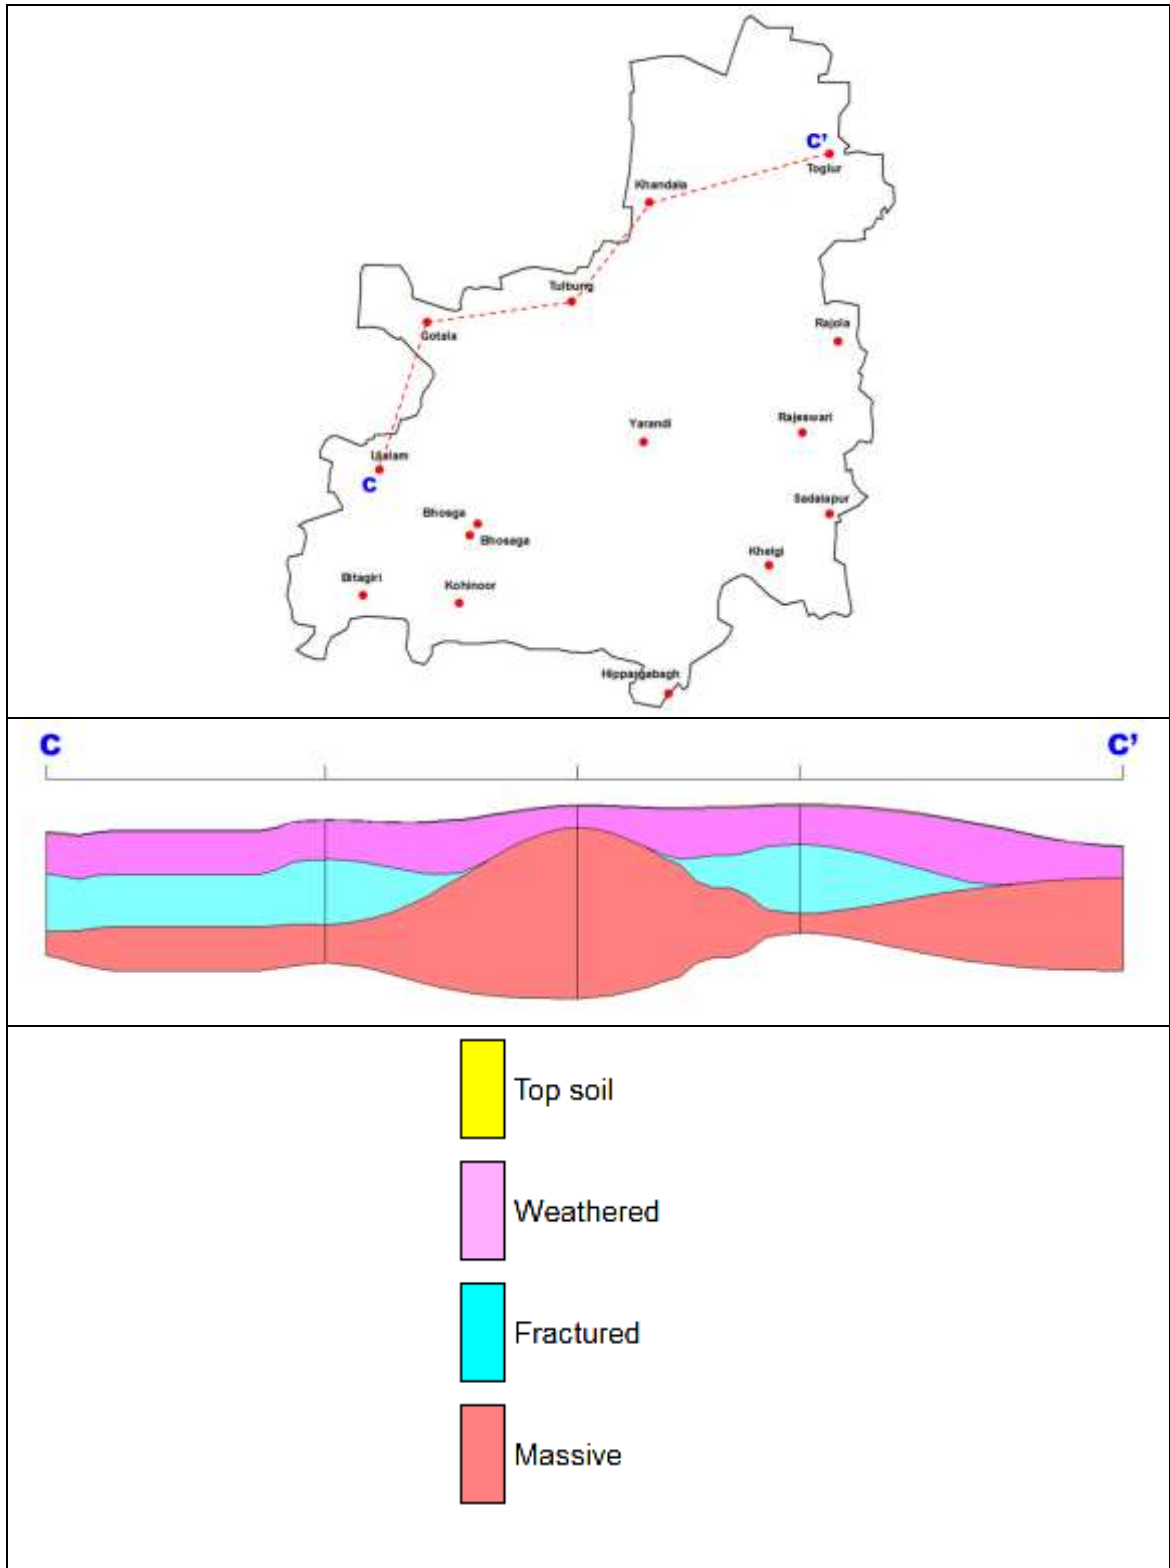 C'
Toglur
Khandala
Tulbung
Gotala
Rajola
Yarandi
Rajeswari
Ujalam
C
Sadalapur
Bhosga
Bhosaga
Khelgi
Bitagiri
Kohinoor
Hippargabagh
C C'
Top soil
Weathered
Fractured
Massive